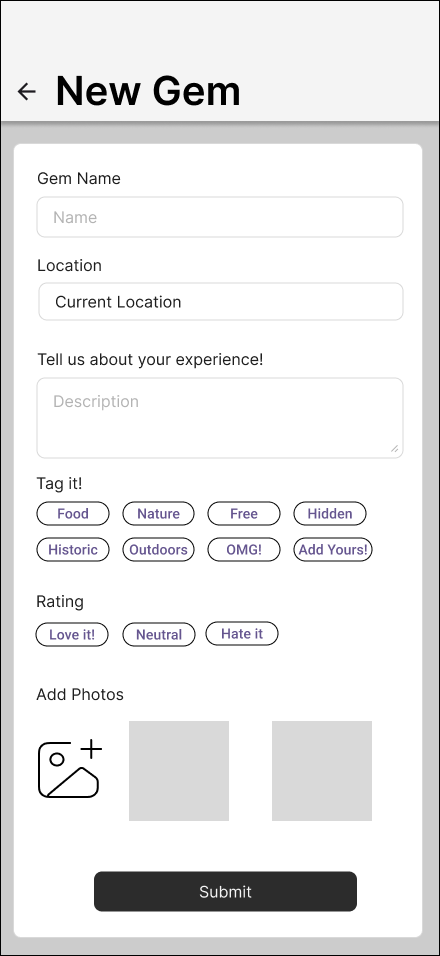 New Gem
Gem Name
Name
Location
Current Location
Tell us about your experience!
Description
Tag it!
Food Nature Free Hidden
Historic Outdoors OMG! Add Yours!
Rating
Love it! Neutral Hate it
Add Photos
Submit